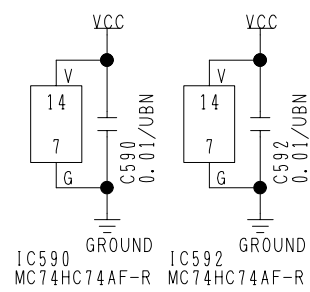 VCC
V
14
7
G
C590
0.01/UBN
GROUND
IC590
MC74HC74AF-R
VCC
V
14
7
G
C592
0.01/UBN
GROUND
IC592
MC74HC74AF-R